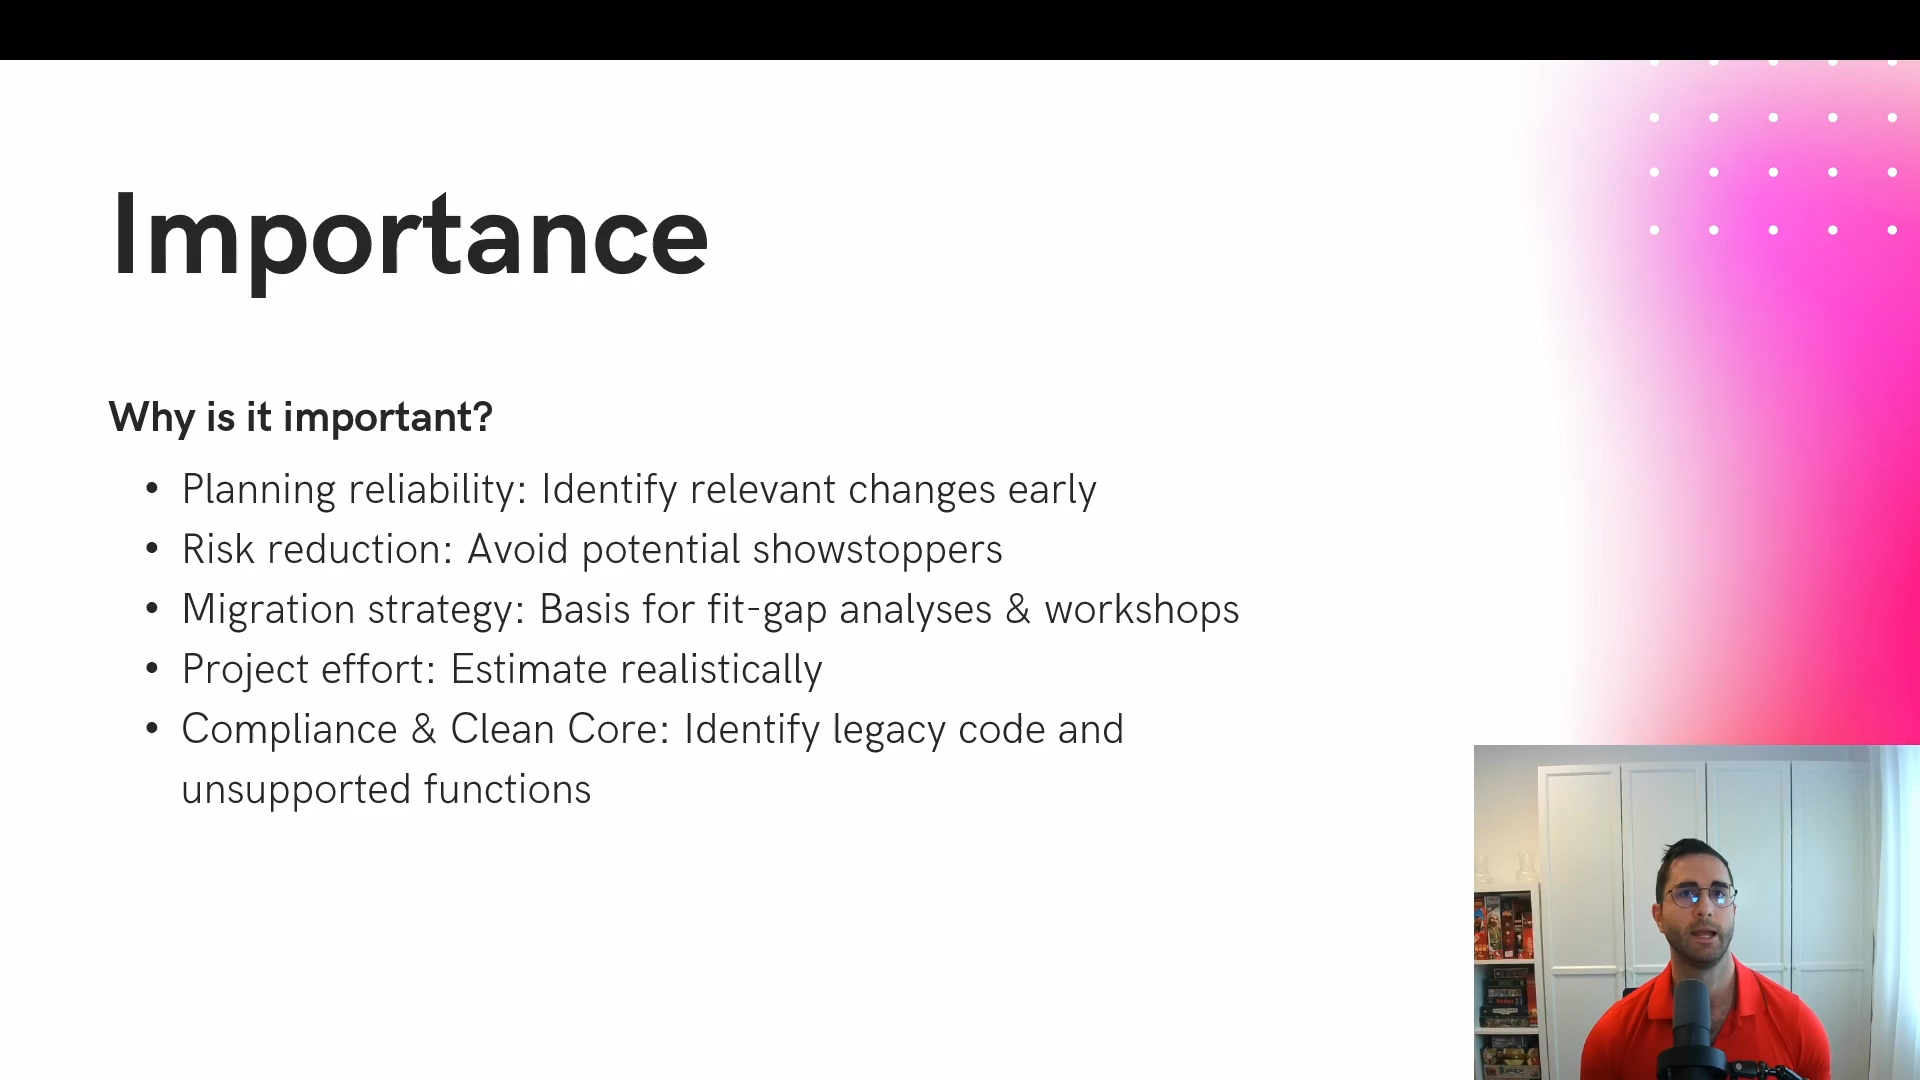 Importance
Why is it important?
• Planning reliability: Identify relevant changes early
• Risk reduction: Avoid potential showstoppers
• Migration strategy: Basis for fit-gap analyses & workshops
• Project effort: Estimate realistically
• Compliance & Clean Core: Identify legacy code and
unsupported functions